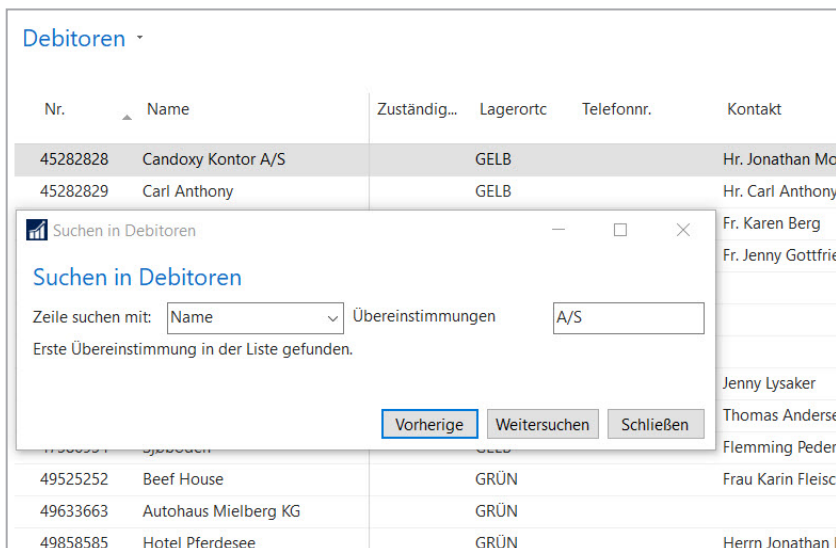 Debitoren
Nr. Name Zuständig... Lagerortc Telefonnr. Kontakt
45282828 Candoxy Kontor A/S GELB Hr. Jonathan Mo
45282829 Carl Anthony GELB Hr. Carl Anthony
Fr. Karen Berg
Fr. Jenny Gottfrie
Suchen in Debitoren
Suchen in Debitoren
Zeile suchen mit: Name Übereinstimmungen A/S
Erste Übereinstimmung in der Liste gefunden.
Vorherige Weitersuchen Schließen
Jenny Lysaker
Thomas Anderse
Flemming Peder
49525252 Beef House GRÜN Frau Karin Fleisc
49633663 Autohaus Mielberg KG GRÜN
49858585 Hotel Pferdesee GRÜN Herrn Jonathan